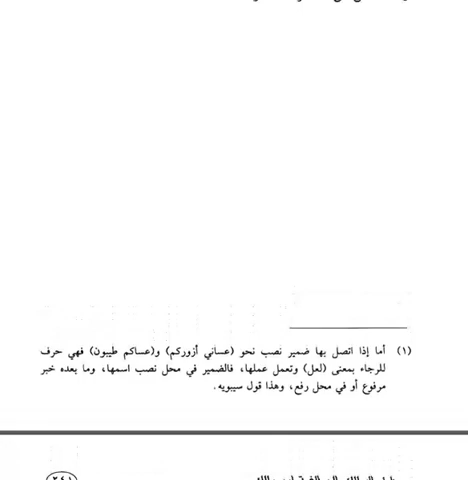 (١) أما إذا اتصل بها ضمير نصب نحو (عساني أزوركم) و(عساكم طيبون) فهي حرف
للرجاء بمعنى (لعل) وتعمل عملها، فالضمير في محل نصب اسمها، وما بعده خبر
مرفوع أو في محل رفع، وهذا قول سيبويه.